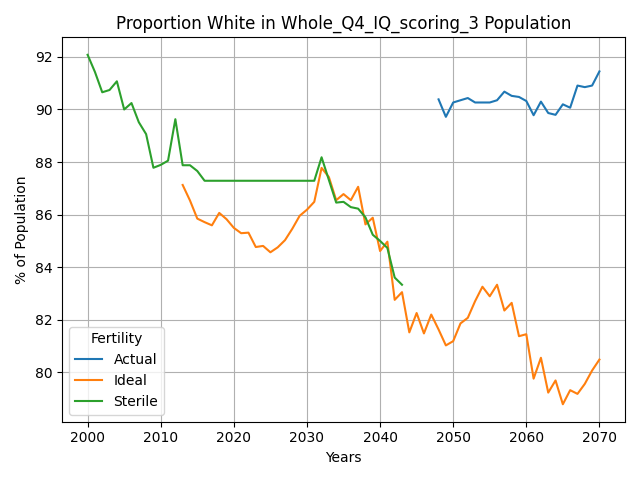 Proportion White in Whole_Q4_IQ_scoring_3 Population
% of Population
92
90
88
86
84
82
80
Fertility
Actual
Ideal
Sterile
2000 2010 2020 2030 2040 2050 2060 2070
Years